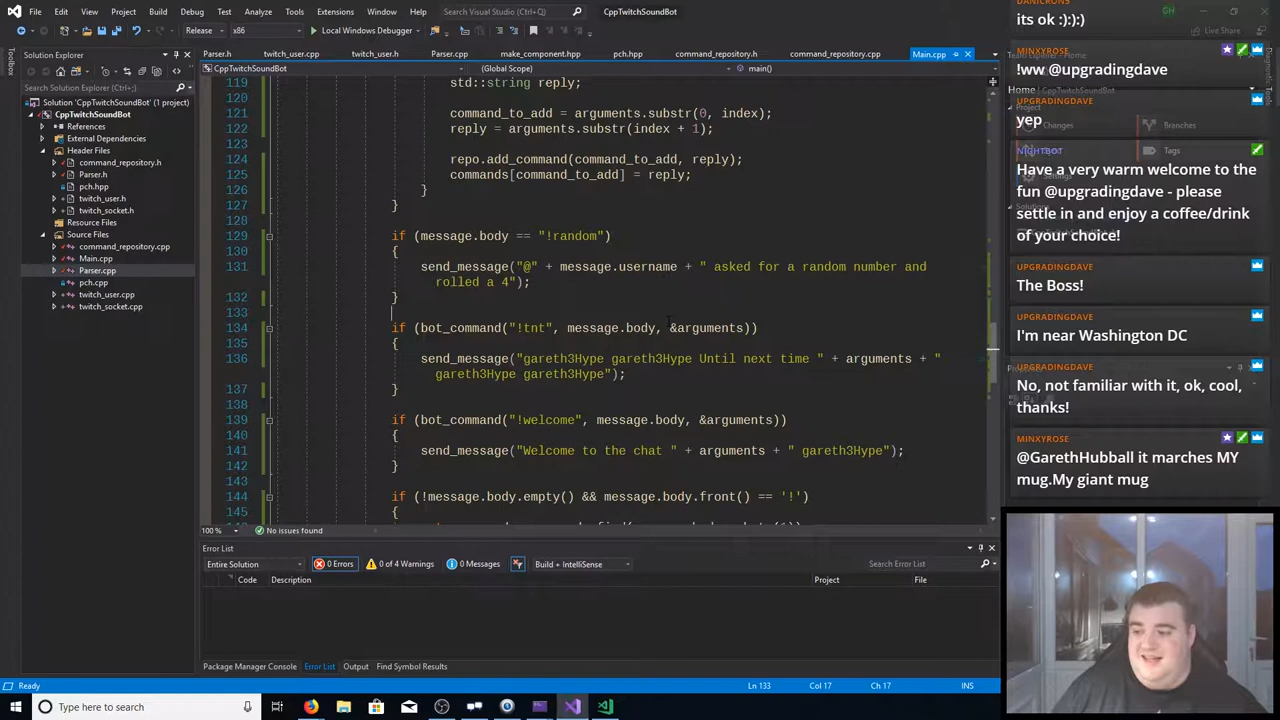 File Edit View Project Build Debug Test Analyze Tools Extensions Window Help Search Visual Studio (Ctrl+Q) CppTwitchSoundBot
Release x86 Local Windows Debugger
Live Share
Toolbox
Solution Explorer
Search Solution Explorer (Ctrl+;)
Solution 'CppTwitchSoundBot' (1 project)
CppTwitchSoundBot
References
External Dependencies
Header Files
command_repository.h
Parser.h
pch.hpp
twitch_user.h
twitch_socket.h
Resource Files
Source Files
command_repository.cpp
Main.cpp
Parser.cpp
pch.cpp
twitch_user.cpp
twitch_socket.cpp
Parser.h twitch_user.cpp twitch_user.h Parser.cpp make_component.hpp pch.hpp command_repository.h command_repository.cpp Main.cpp
CppTwitchSoundBot (Global Scope) main()
119 std::string reply;
120
121 command_to_add = arguments.substr(0, index);
122 reply = arguments.substr(index + 1);
123
124 repo.add_command(command_to_add, reply);
125 commands[command_to_add] = reply;
126 }
127 }
128
129 if (message.body == "!random")
130 {
131 send_message("@" + message.username + " asked for a random number and
rolled a 4");
132 }
133
134 if (bot_command("!tnt", message.body, &arguments))
135 {
136 send_message("gareth3Hype gareth3Hype Until next time " + arguments + "
gareth3Hype gareth3Hype");
137 }
138
139 if (bot_command("!welcome", message.body, &arguments))
140 {
141 send_message("Welcome to the chat " + arguments + " gareth3Hype");
142 }
143
144 if (!message.body.empty() && message.body.front() == '!')
145 {
100 % No issues found
Error List
Entire Solution 0 Errors 0 of 4 Warnings 0 Messages Build + IntelliSense Search Error List
Code Description Project File
Package Manager Console Error List Output Find Symbol Results
Ready Ln 133 Col 17 Ch 17 INS
Type here to search
DANICRON5
its ok :):):)
MINXYROSE
!ww @upgradingdave
UPGRADINGDAVE
yep
NIGHTBOT
Have a very warm welcome to the
fun @upgradingdave - please
settle in and enjoy a coffee/drink
of your choice!
UPGRADINGDAVE
The Boss!
UPGRADINGDAVE
I'm near Washington DC
UPGRADINGDAVE
No, not familiar with it, ok, cool,
thanks!
MINXYROSE
@GarethHubball it marches MY
mug.My giant mug
Home
Project
Changes Branches
Tags
Settings
Diagnostic Tools